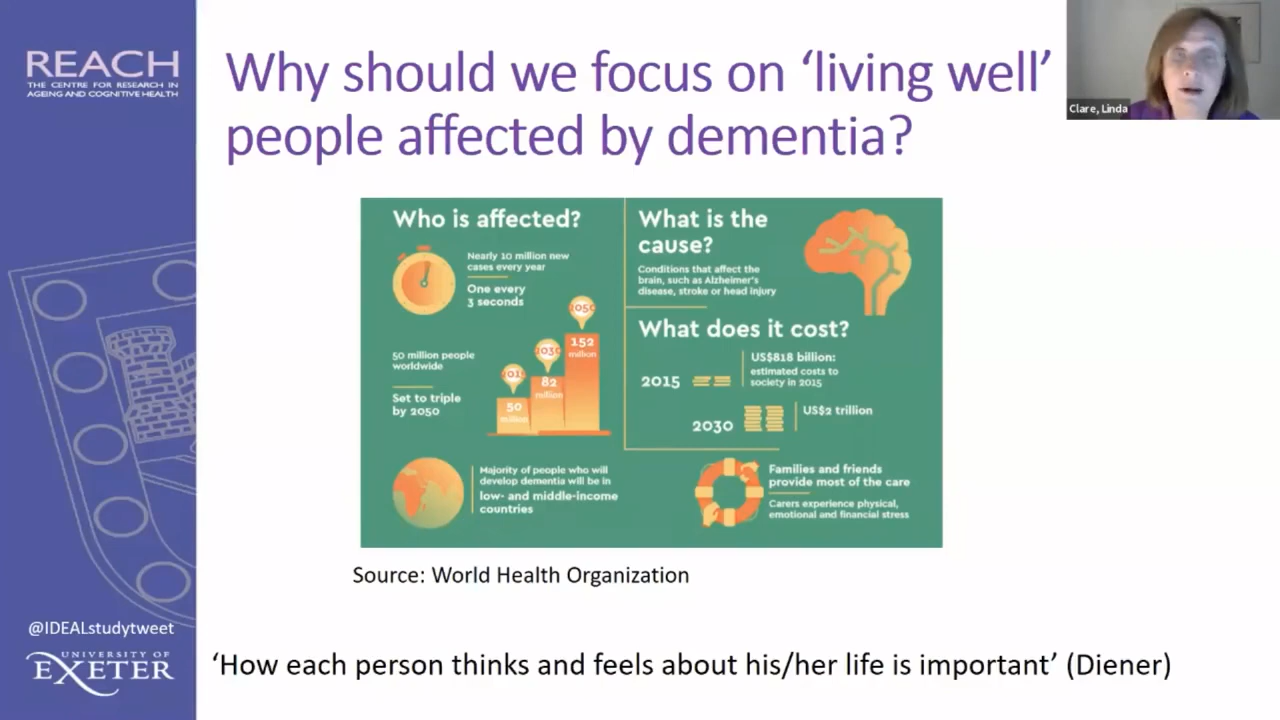 REACH
THE CENTRE FOR RESEARCH IN
AGEING AND COGNITIVE HEALTH
Why should we focus on ‘living well’
people affected by dementia?
Clare, Linda
Who is affected?
Nearly 10 million new
cases every year
One every
3 seconds
50 million people
worldwide
Set to triple
by 2050
2030
2050
50
million
82
million
152
million
Majority of people who will
develop dementia will be in
low- and middle-income
countries
What is the
cause?
Conditions that affect the
brain, such as Alzheimer's
disease, stroke or head injury
What does it cost?
2015
US$818 billion:
estimated costs to
society in 2015
2030
US$2 trillion
Families and friends
provide most of the care
Carers experience physical,
emotional and financial stress
Source: World Health Organization
@IDEALstudytweet
UNIVERSITY OF
EXETER
‘How each person thinks and feels about his/her life is important’ (Diener)